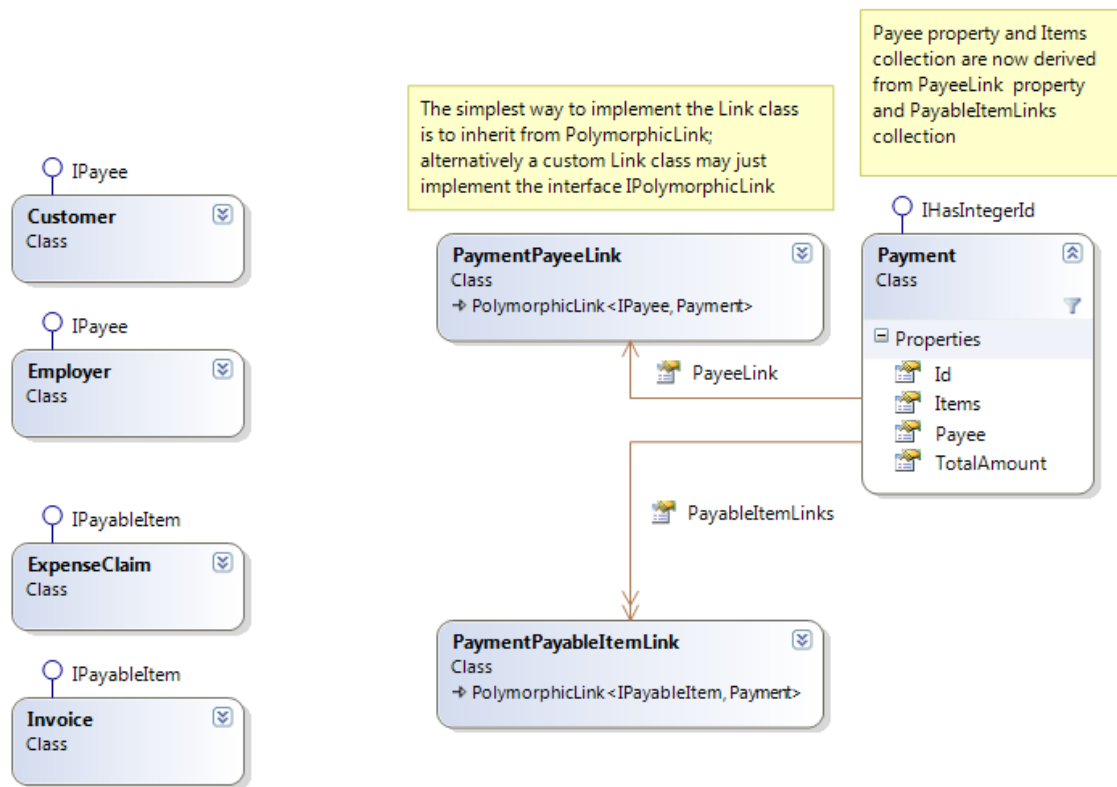 Payee property and Items
collection are now derived
from PayeeLink property
and PayableItemLinks
collection
The simplest way to implement the Link class
is to inherit from PolymorphicLink;
alternatively a custom Link class may just
implement the interface IPolymorphicLink
IPayee
Customer
Class
IHasIntegerId
Payment
Class
Properties
Id
Items
Payee
TotalAmount
PaymentPayeeLink
Class
PolymorphicLink<IPayee, Payment>
IPayee
Employer
Class
PayeeLink
PayableItemLinks
IPayableItem
ExpenseClaim
Class
PaymentPayableItemLink
Class
PolymorphicLink<IPayableItem, Payment>
IPayableItem
Invoice
Class